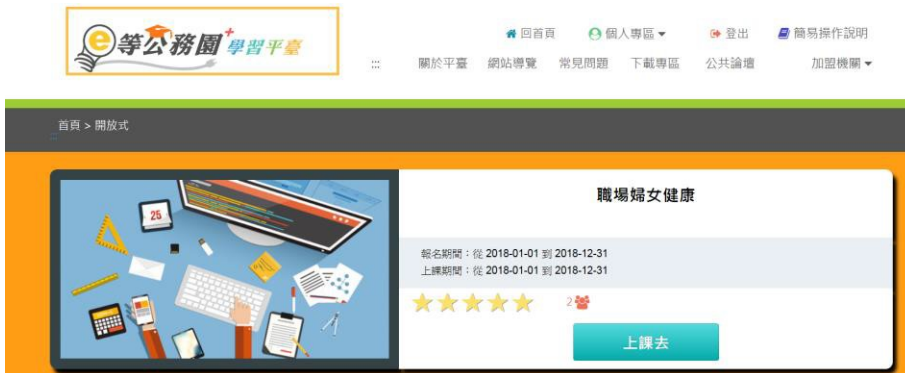 e等公務園+學習平臺
回首頁 個人專區▼ 登出 簡易操作說明
::: 關於平臺 網站導覽 常見問題 下載專區 公共論壇 加盟機關▼
首頁 > 開放式
25
職場婦女健康
報名期間：從 2018-01-01 到 2018-12-31
上課期間：從 2018-01-01 到 2018-12-31
2
上課去